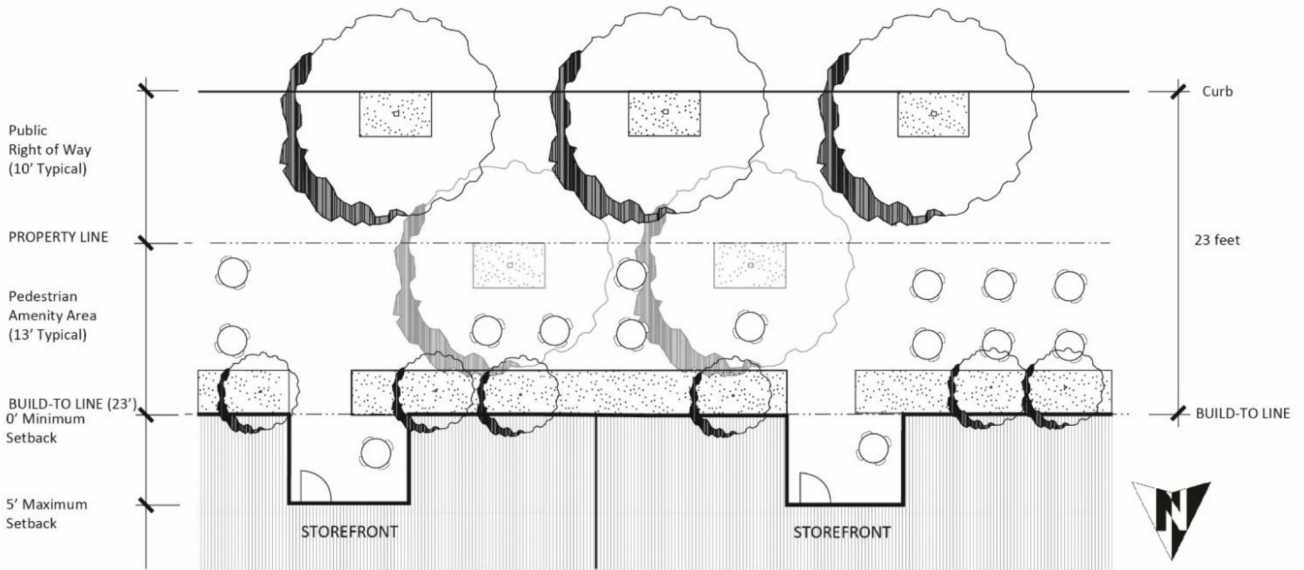 Public
Right of Way
(10' Typical)
PROPERTY LINE
Pedestrian
Amenity Area
(13' Typical)
BUILD-TO LINE (23')
0' Minimum
Setback
5' Maximum
Setback
STOREFRONT
STOREFRONT
Curb
23 feet
BUILD-TO LINE
N